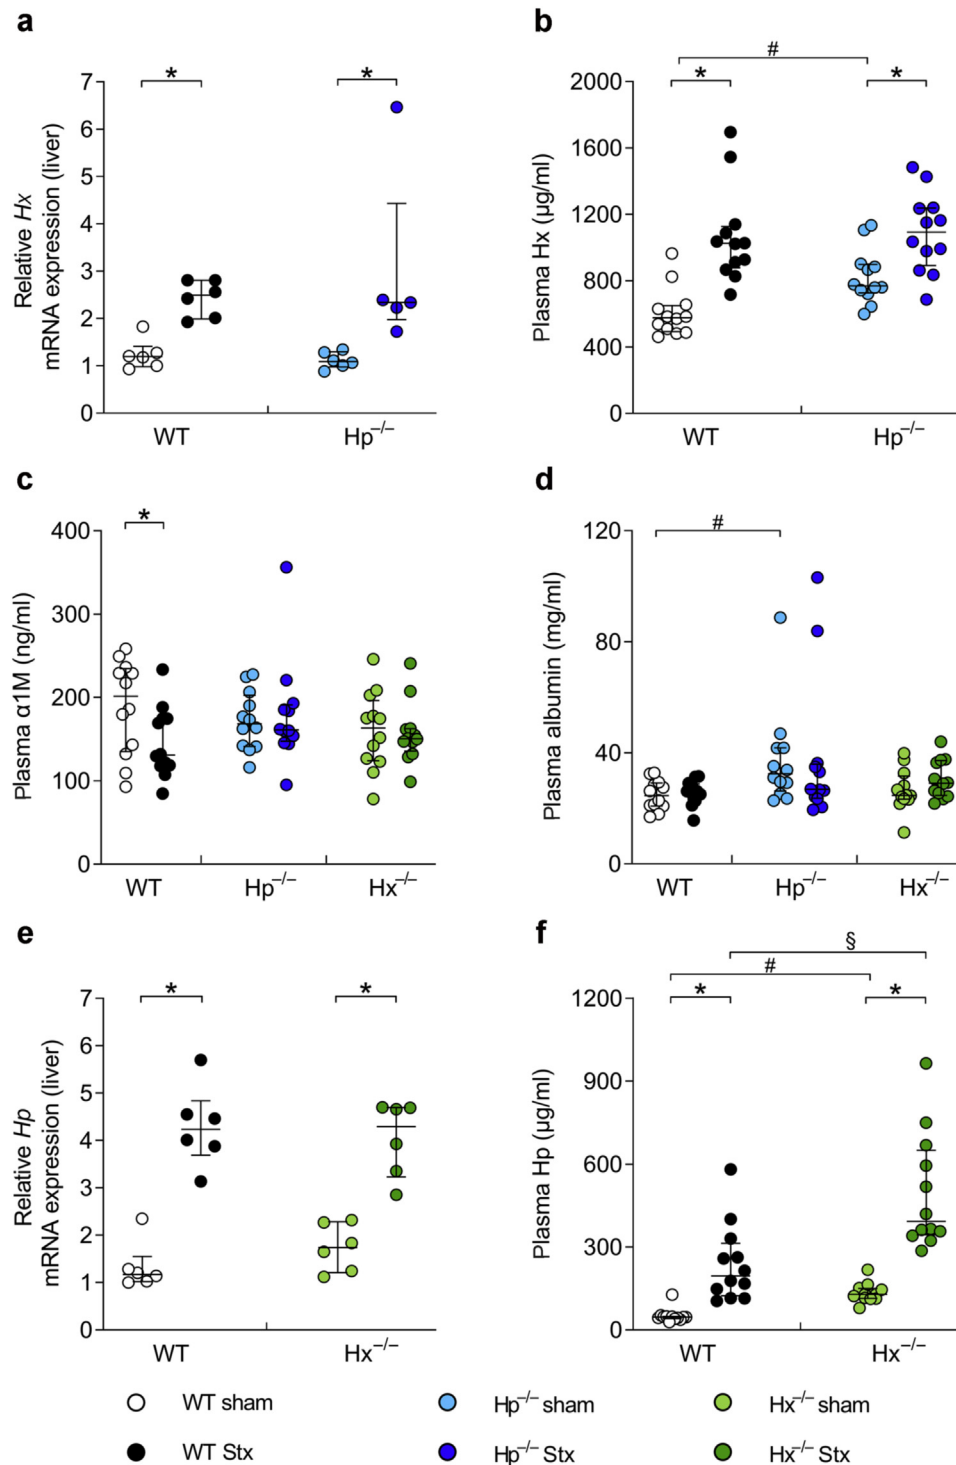 a
*
*
7
6
5
4
3
2
1
0
Relative Hx
mRNA expression (liver)
WT
Hp−/−
b
#
*
*
2000
1600
1200
800
400
0
Plasma Hx (µg/ml)
WT
Hp−/−
c
*
400
300
200
100
0
Plasma α1M (ng/ml)
WT
Hp−/−
Hx−/−
d
#
120
80
40
0
Plasma albumin (mg/ml)
WT
Hp−/−
Hx−/−
e
*
*
7
6
5
4
3
2
1
0
Relative Hp
mRNA expression (liver)
WT
Hx−/−
f
§
#
*
*
1200
900
600
300
0
Plasma Hp (µg/ml)
WT
Hx−/−
WT sham
Hp−/− sham
Hx−/− sham
WT Stx
Hp−/− Stx
Hx−/− Stx